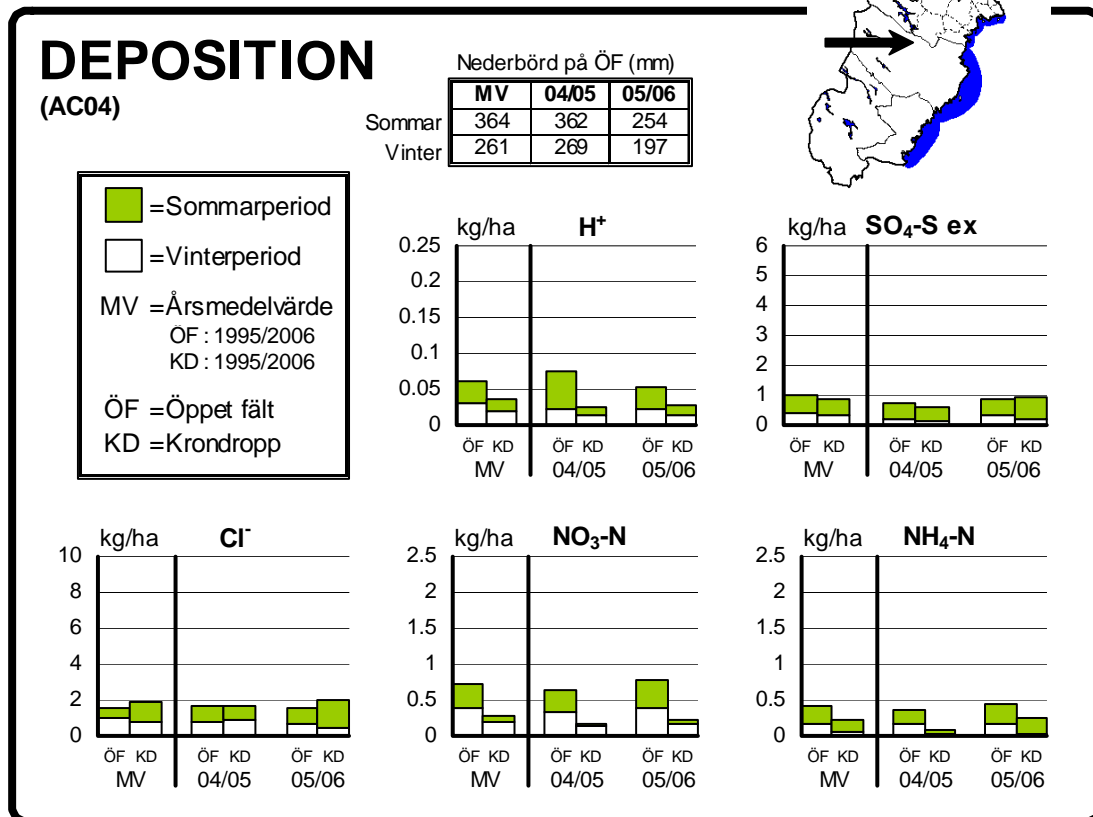 DEPOSITION
(AC04)
Nederbörd på ÖF (mm)
MV 04/05 05/06
Sommar 364 362 254
Vinter 261 269 197
=Sommarperiod
=Vinterperiod
MV =Årsmedelvärde
ÖF : 1995/2006
KD : 1995/2006
ÖF =Öppet fält
KD =Krondropp
kg/ha H+
0.25
0.2
0.15
0.1
0.05
0
ÖF KD ÖF KD ÖF KD
MV 04/05 05/06
kg/ha SO4-S ex
6
5
4
3
2
1
0
ÖF KD ÖF KD ÖF KD
MV 04/05 05/06
kg/ha Cl-
10
8
6
4
2
0
ÖF KD ÖF KD ÖF KD
MV 04/05 05/06
kg/ha NO3-N
2.5
2
1.5
1
0.5
0
ÖF KD ÖF KD ÖF KD
MV 04/05 05/06
kg/ha NH4-N
2.5
2
1.5
1
0.5
0
ÖF KD ÖF KD ÖF KD
MV 04/05 05/06